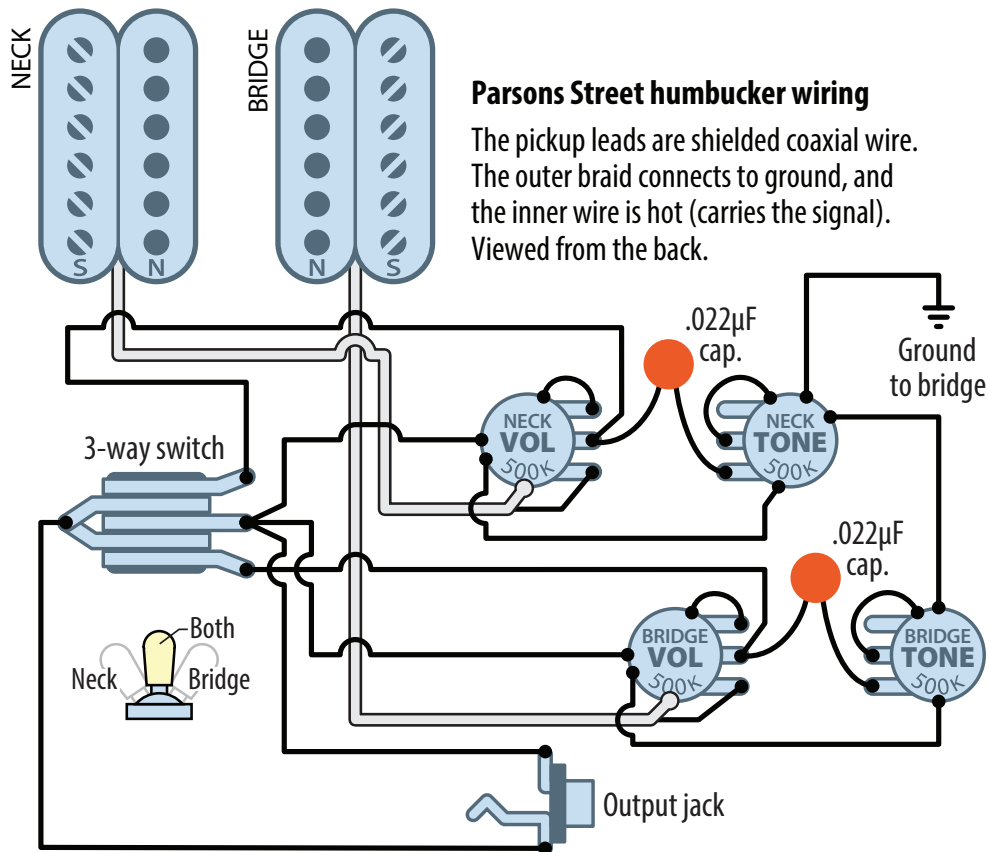 NECK
BRIDGE
S N
N S
Parsons Street humbucker wiring
The pickup leads are shielded coaxial wire.
The outer braid connects to ground, and
the inner wire is hot (carries the signal).
Viewed from the back.
.022µF
cap.
Ground
to bridge
NECK
VOL
500K
NECK
TONE
500K
3-way switch
.022µF
cap.
Both
Neck
Bridge
BRIDGE
VOL
500K
BRIDGE
TONE
500K
Output jack